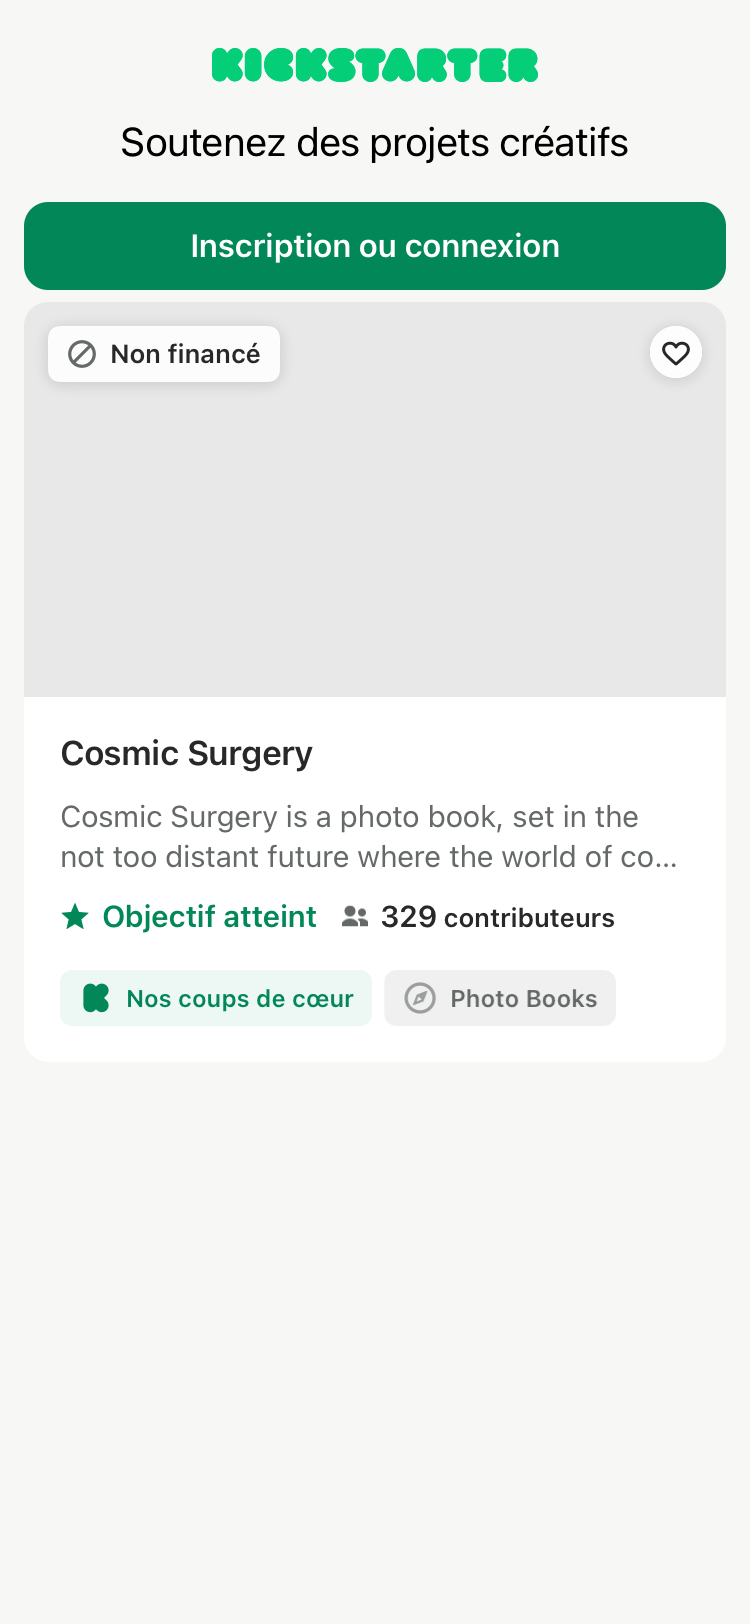 KICKSTARTER
Soutenez des projets créatifs
Inscription ou connexion
Non financé
Cosmic Surgery
Cosmic Surgery is a photo book, set in the
not too distant future where the world of co...
Objectif atteint 329 contributeurs
Nos coups de cœur Photo Books